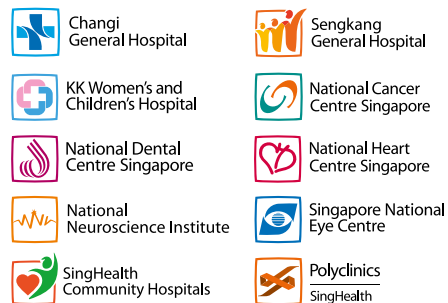 Changi
General Hospital
Sengkang
General Hospital
KK Women's and
Children's Hospital
National Cancer
Centre Singapore
National Dental
Centre Singapore
National Heart
Centre Singapore
National
Neuroscience Institute
Singapore National
Eye Centre
SingHealth
Community Hospitals
Polyclinics
SingHealth